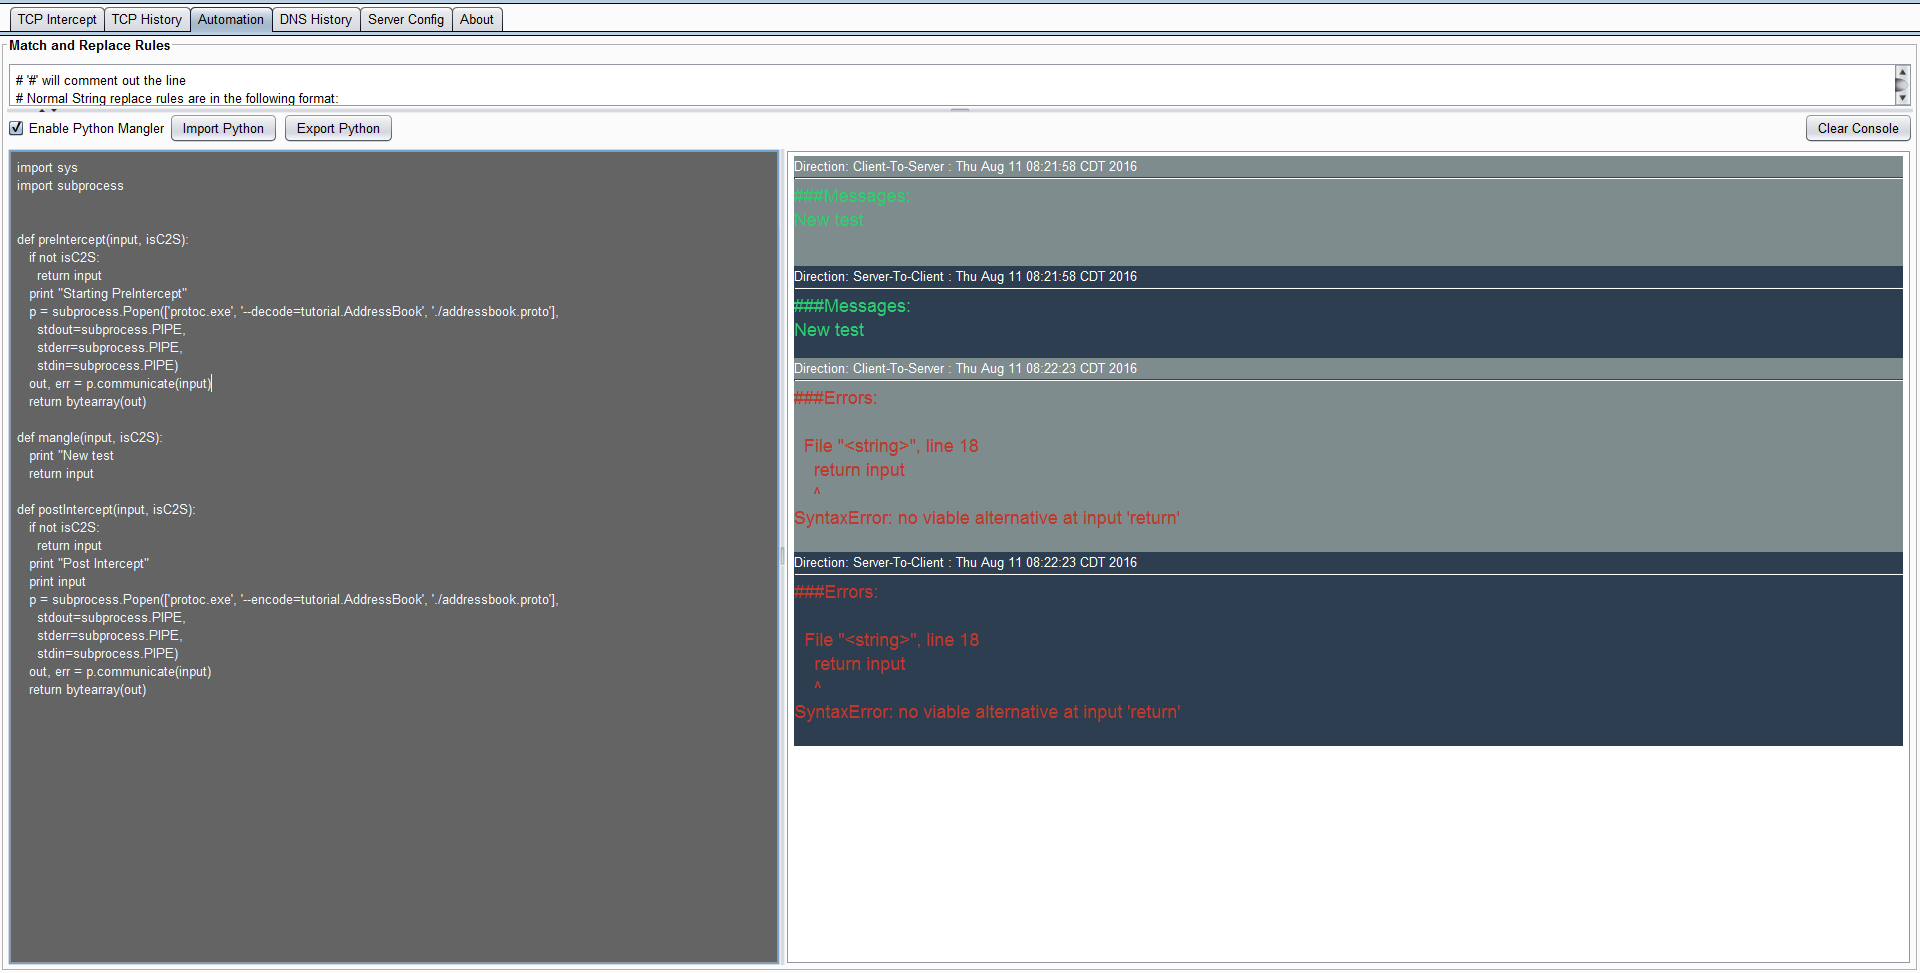 TCP Intercept TCP History Automation DNS History Server Config About
Match and Replace Rules
# '#' will comment out the line
# Normal String replace rules are in the following format:
Enable Python Mangler Import Python Export Python Clear Console
import sys
import subprocess
def preIntercept(input, isC2S):
if not isC2S:
return input
print "Starting PreIntercept"
p = subprocess.Popen(['protoc.exe', '--decode=tutorial.AddressBook', './addressbook.proto'],
stdout=subprocess.PIPE,
stderr=subprocess.PIPE,
stdin=subprocess.PIPE)
out, err = p.communicate(input)
return bytearray(out)
def mangle(input, isC2S):
print "New test
return input
def postIntercept(input, isC2S):
if not isC2S:
return input
print "Post Intercept"
print input
p = subprocess.Popen(['protoc.exe', '--encode=tutorial.AddressBook', './addressbook.proto'],
stdout=subprocess.PIPE,
stderr=subprocess.PIPE,
stdin=subprocess.PIPE)
out, err = p.communicate(input)
return bytearray(out)
Direction: Client-To-Server : Thu Aug 11 08:21:58 CDT 2016
###Messages:
New test
Direction: Server-To-Client : Thu Aug 11 08:21:58 CDT 2016
###Messages:
New test
Direction: Client-To-Server : Thu Aug 11 08:22:23 CDT 2016
###Errors:
File "<string>", line 18
return input
^
SyntaxError: no viable alternative at input 'return'
Direction: Server-To-Client : Thu Aug 11 08:22:23 CDT 2016
###Errors:
File "<string>", line 18
return input
^
SyntaxError: no viable alternative at input 'return'